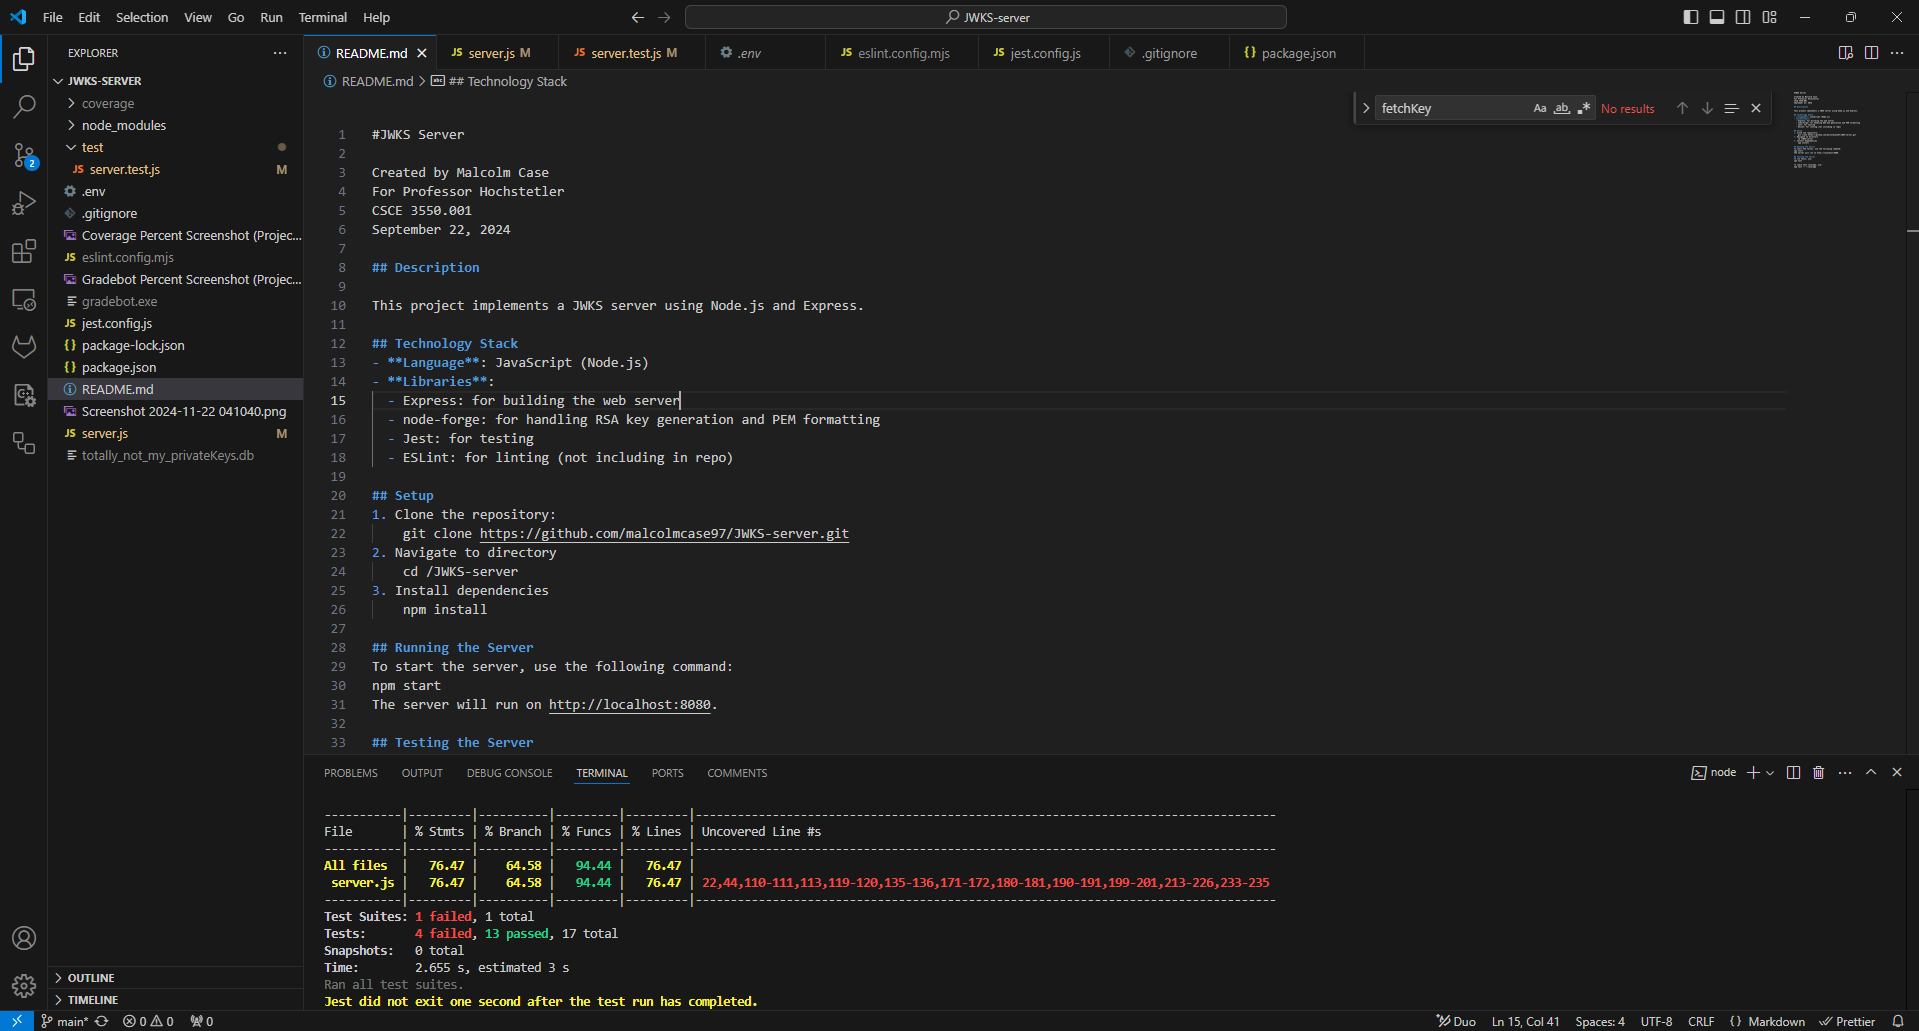 File Edit Selection View Go Run Terminal Help
JWKS-server
EXPLORER
JWKS-SERVER
coverage
node_modules
test
JS server.test.js M
.env
.gitignore
Coverage Percent Screenshot (Projec...
JS eslint.config.mjs
Gradebot Percent Screenshot (Projec...
gradebot.exe
JS jest.config.js
{} package-lock.json
{} package.json
README.md
Screenshot 2024-11-22 041040.png
JS server.js M
totally_not_my_privateKeys.db
OUTLINE
TIMELINE
2
README.md JS server.js M JS server.test.js M .env JS eslint.config.mjs JS jest.config.js .gitignore {} package.json
README.md > ## Technology Stack
fetchKey Aa ab .* No results
1 #JWKS Server
2
3 Created by Malcolm Case
4 For Professor Hochstetler
5 CSCE 3550.001
6 September 22, 2024
7
8 ## Description
9
10 This project implements a JWKS server using Node.js and Express.
11
12 ## Technology Stack
13 - **Language**: JavaScript (Node.js)
14 - **Libraries**:
15 - Express: for building the web server
16 - node-forge: for handling RSA key generation and PEM formatting
17 - Jest: for testing
18 - ESLint: for linting (not including in repo)
19
20 ## Setup
21 1. Clone the repository:
22 git clone https://github.com/malcolmcase97/JWKS-server.git
23 2. Navigate to directory
24 cd /JWKS-server
25 3. Install dependencies
26 npm install
27
28 ## Running the Server
29 To start the server, use the following command:
30 npm start
31 The server will run on http://localhost:8080.
32
33 ## Testing the Server
PROBLEMS OUTPUT DEBUG CONSOLE TERMINAL PORTS COMMENTS
node
File | % Stmts | % Branch | % Funcs | % Lines | Uncovered Line #s
All files | 76.47 | 64.58 | 94.44 | 76.47 |
server.js | 76.47 | 64.58 | 94.44 | 76.47 | 22,44,110-111,113,119-120,135-136,171-172,180-181,190-191,199-201,213-226,233-235
Test Suites: 1 failed, 1 total
Tests: 4 failed, 13 passed, 17 total
Snapshots: 0 total
Time: 2.655 s, estimated 3 s
Ran all test suites.
Jest did not exit one second after the test run has completed.
main* 0 0 0 Duo Ln 15, Col 41 Spaces: 4 UTF-8 CRLF {} Markdown Prettier